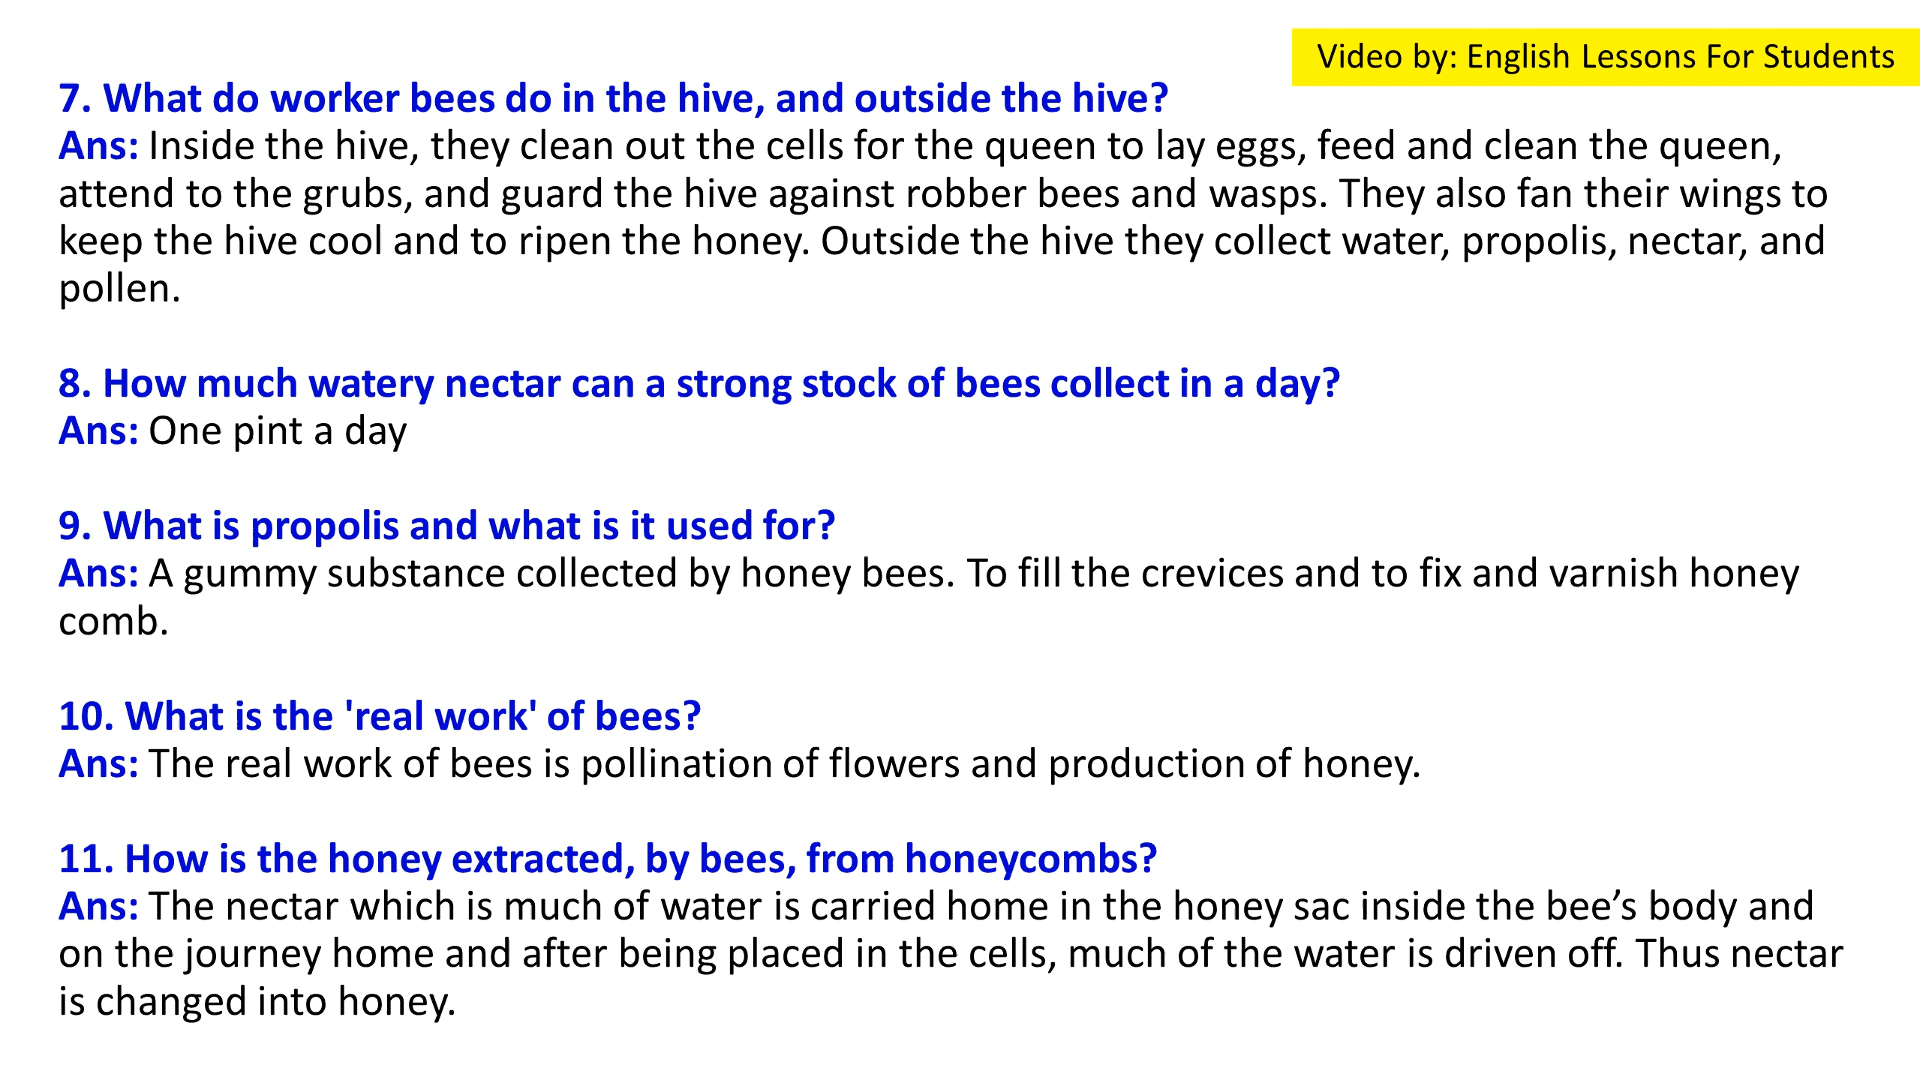 Video by: English Lessons For Students
7. What do worker bees do in the hive, and outside the hive?
Ans: Inside the hive, they clean out the cells for the queen to lay eggs, feed and clean the queen,
attend to the grubs, and guard the hive against robber bees and wasps. They also fan their wings to
keep the hive cool and to ripen the honey. Outside the hive they collect water, propolis, nectar, and
pollen.
8. How much watery nectar can a strong stock of bees collect in a day?
Ans: One pint a day
9. What is propolis and what is it used for?
Ans: A gummy substance collected by honey bees. To fill the crevices and to fix and varnish honey
comb.
10. What is the 'real work' of bees?
Ans: The real work of bees is pollination of flowers and production of honey.
11. How is the honey extracted, by bees, from honeycombs?
Ans: The nectar which is much of water is carried home in the honey sac inside the bee’s body and
on the journey home and after being placed in the cells, much of the water is driven off. Thus nectar
is changed into honey.